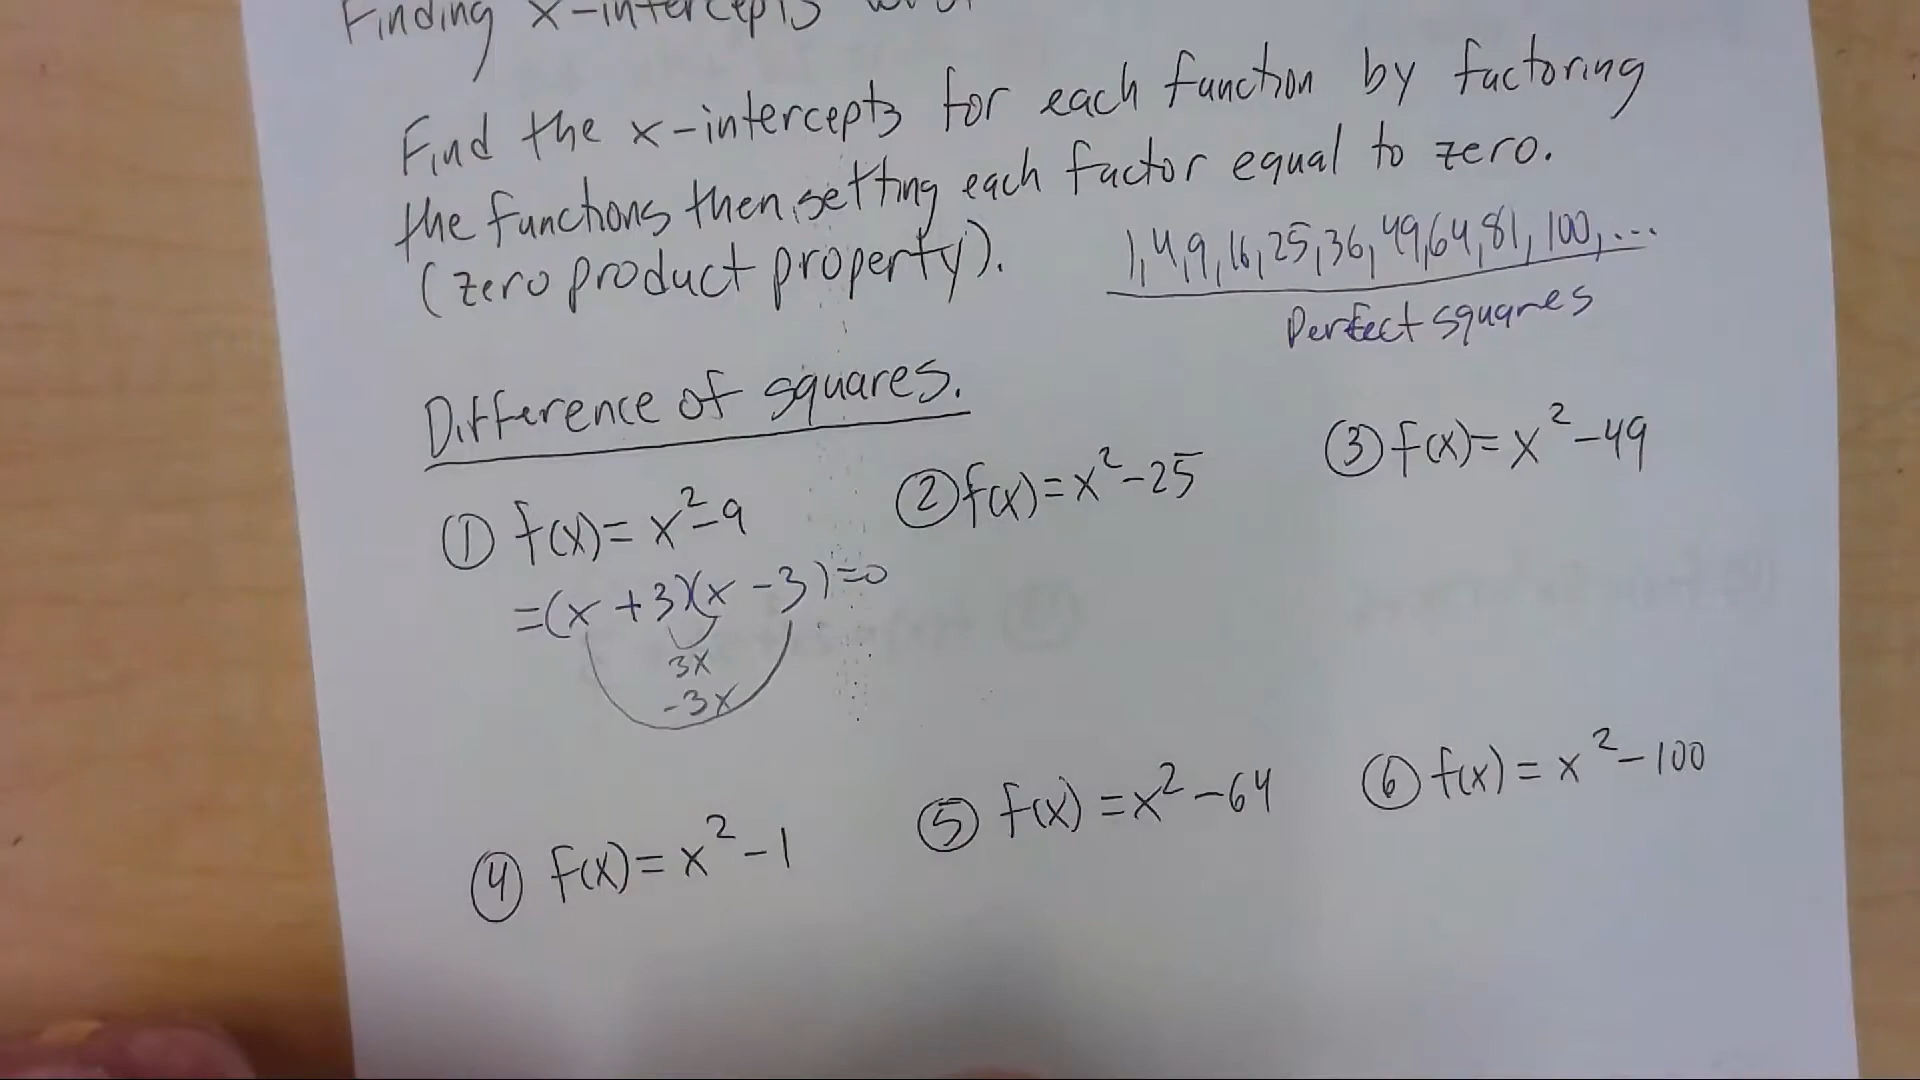 Finding x-intercepts
Find the x-intercepts for each function by factoring
the functions then setting each factor equal to zero.
(zero product property).
1,4,9,16,25,36,49,64,81,100,...
Perfect squares
Difference of squares.
① f(x)= x²-9
=(x +3)(x -3)=0
3x
-3x
② f(x)=x²-25
③ f(x)= x²-49
④ f(x)= x²-1
⑤ f(x) =x²-64
⑥ f(x) = x²-100